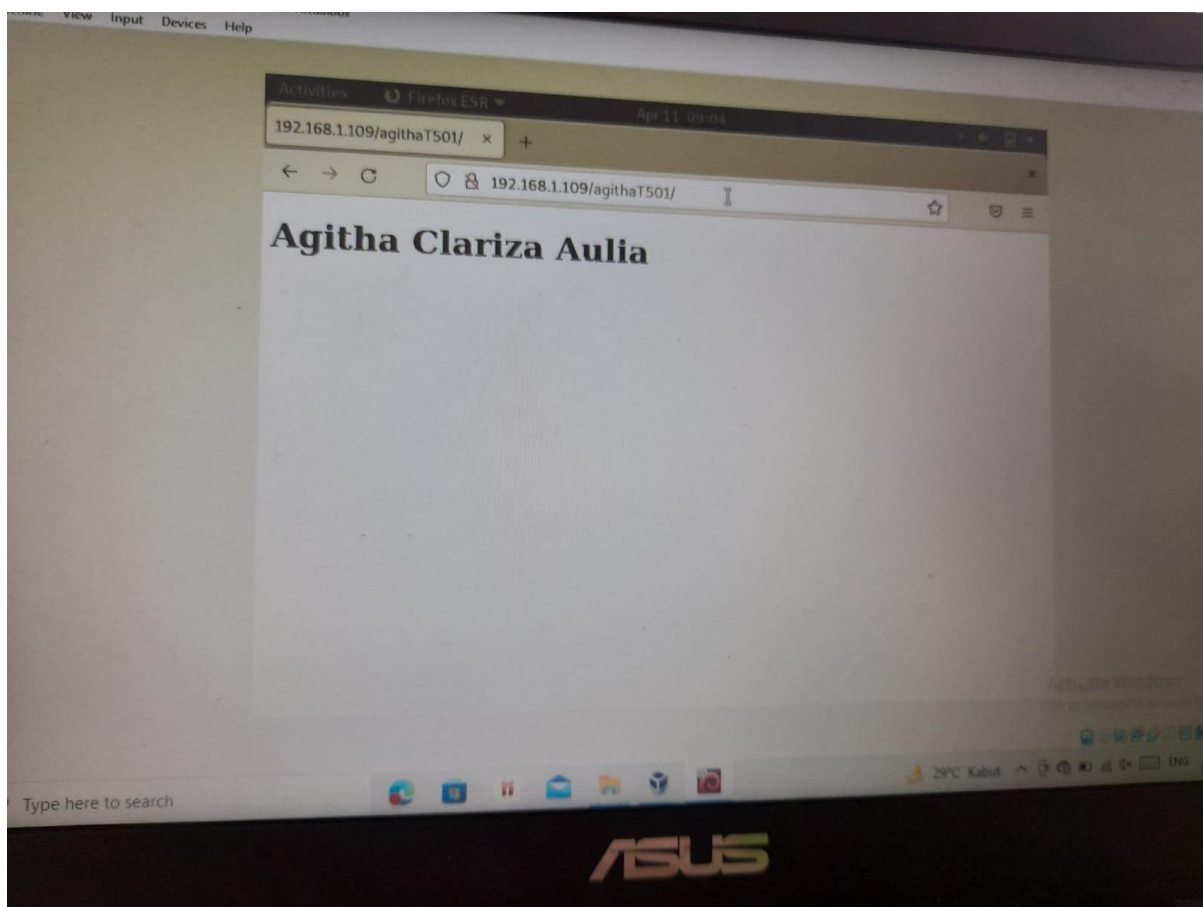 View Input Devices Help
Activities Firefox ESR Apr 11 09:04
192.168.1.109/agithaT501/
192.168.1.109/agithaT501/
Agitha Clariza Aulia
Activate Windows
29°C Kabut ENG
Type here to search
ASUS